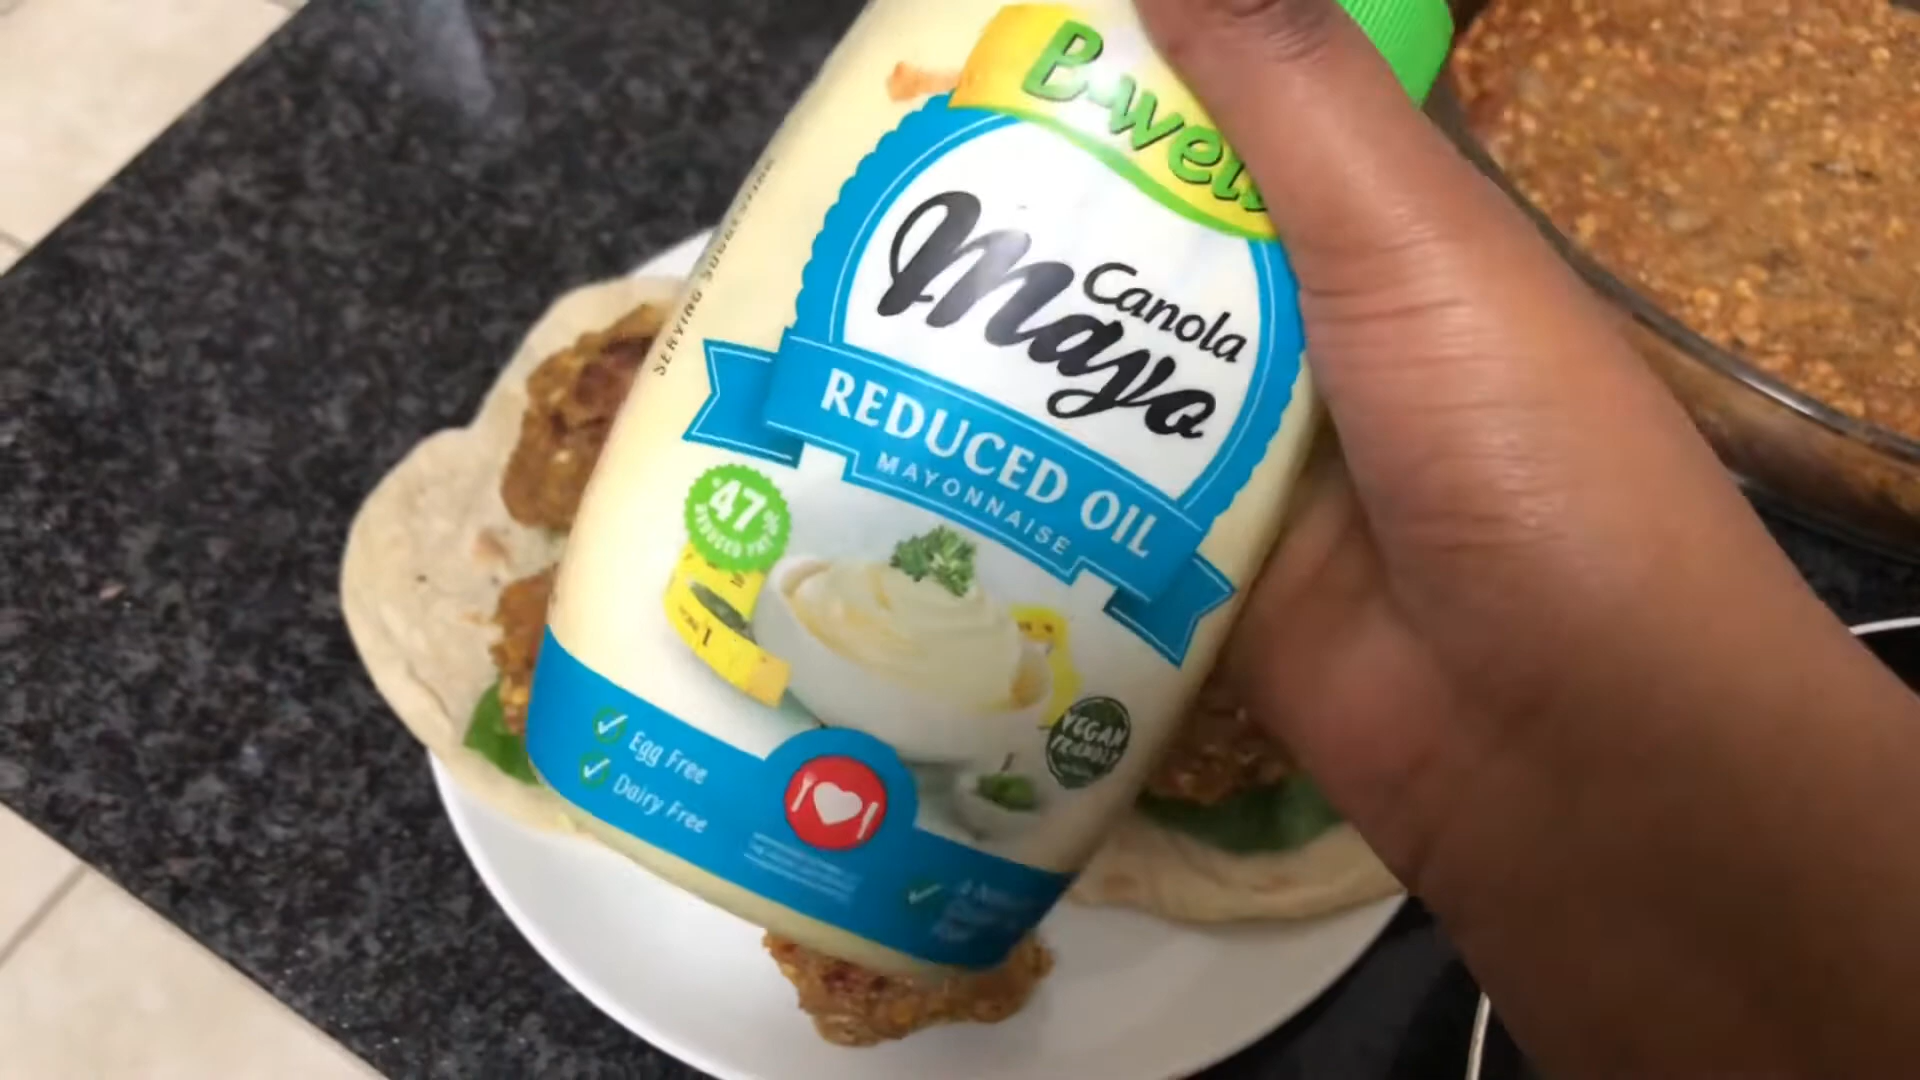 B-well
Canola
Mayo
REDUCED OIL
MAYONNAISE
47%
REDUCED FAT
Egg Free
Dairy Free
VEGAN
FRIENDLY
SERVING SUGGESTION